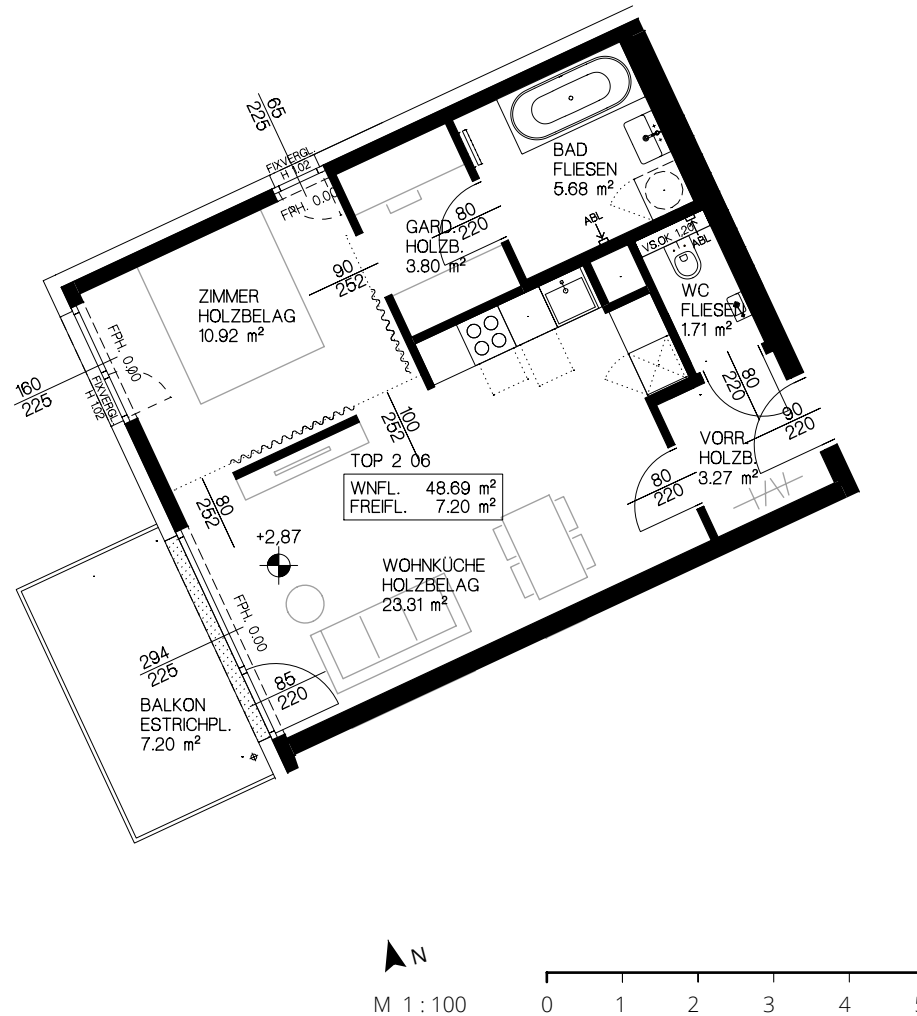 65
225
FIXVERGL.
H 1.02
FPH. 0.00
BAD
FLIESEN
5.68 m²
80
220
GARD.
HOLZB.
3.80 m²
ABL
VS.OK 1.20
ABL
90
252
ZIMMER
HOLZBELAG
10.92 m²
WC
FLIESEN
1.71 m²
FPH. 0.00
160
225
FIXVERGL.
H 1.02
80
220
90
220
100
252
VORR.
HOLZB.
3.27 m²
TOP 2 06
WNFL. 48.69 m²
FREIFL. 7.20 m²
80
220
80
252
+2,87
WOHNKÜCHE
HOLZBELAG
23.31 m²
FPH. 0.00
294
225
85
220
BALKON
ESTRICHPL.
7.20 m²
N
M 1 : 100
0 1 2 3 4 5